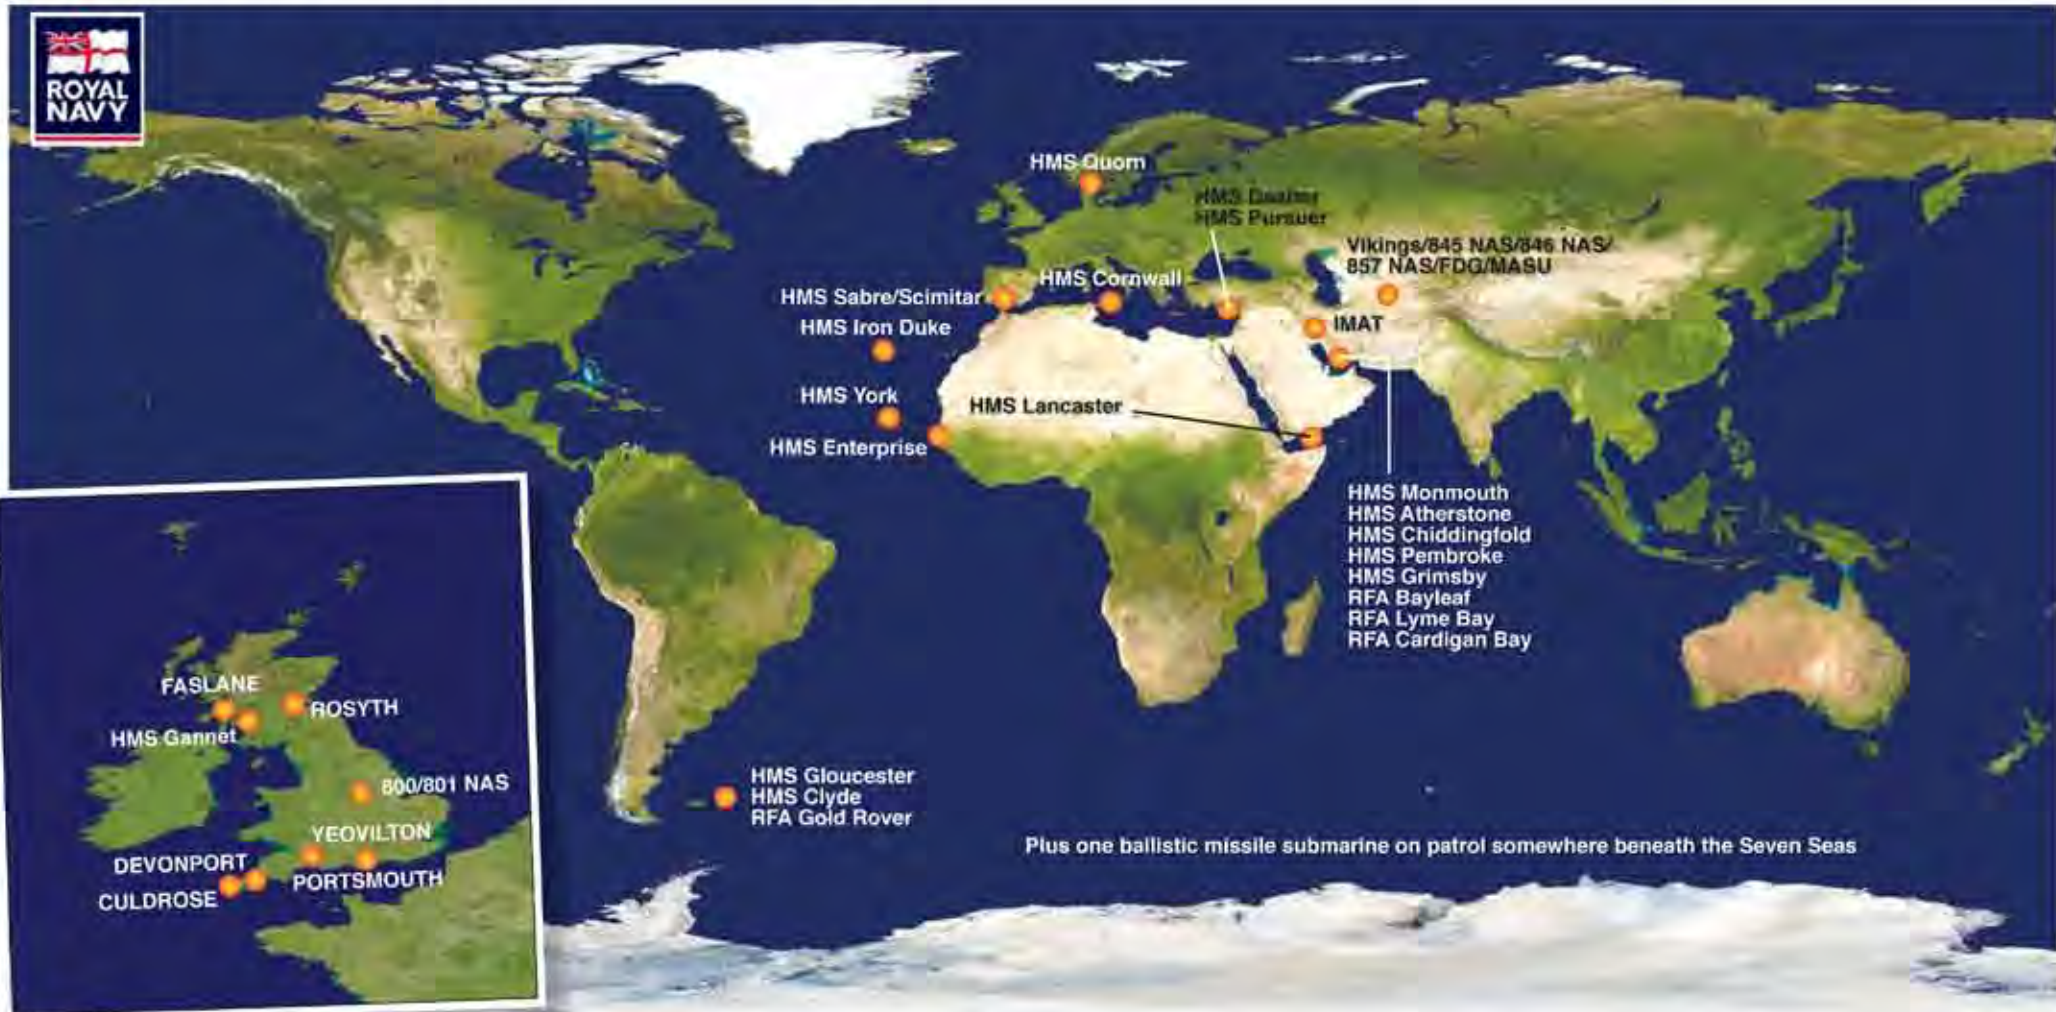 ROYAL
NAVY
HMS Quorn
HMS Dasher
HMS Pursuer
Vikings/845 NAS/846 NAS/
857 NAS/FDG/MASU
HMS Cornwall
HMS Sabre/Scimitar
HMS Iron Duke
IMAT
HMS York
HMS Lancaster
HMS Enterprise
HMS Monmouth
HMS Atherstone
HMS Chiddingfold
HMS Pembroke
HMS Grimsby
RFA Bayleaf
RFA Lyme Bay
RFA Cardigan Bay
FASLANE
ROSYTH
HMS Gannet
800/801 NAS
YEOVILTON
DEVONPORT
PORTSMOUTH
CULDROSE
HMS Gloucester
HMS Clyde
RFA Gold Rover
Plus one ballistic missile submarine on patrol somewhere beneath the Seven Seas